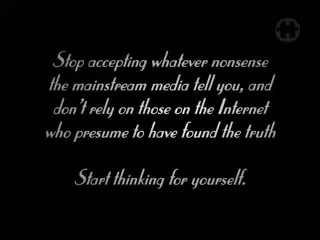 Stop accepting whatever nonsense
the mainstream media tell you, and
don't rely on those on the Internet
who presume to have found the truth
Start thinking for yourself.